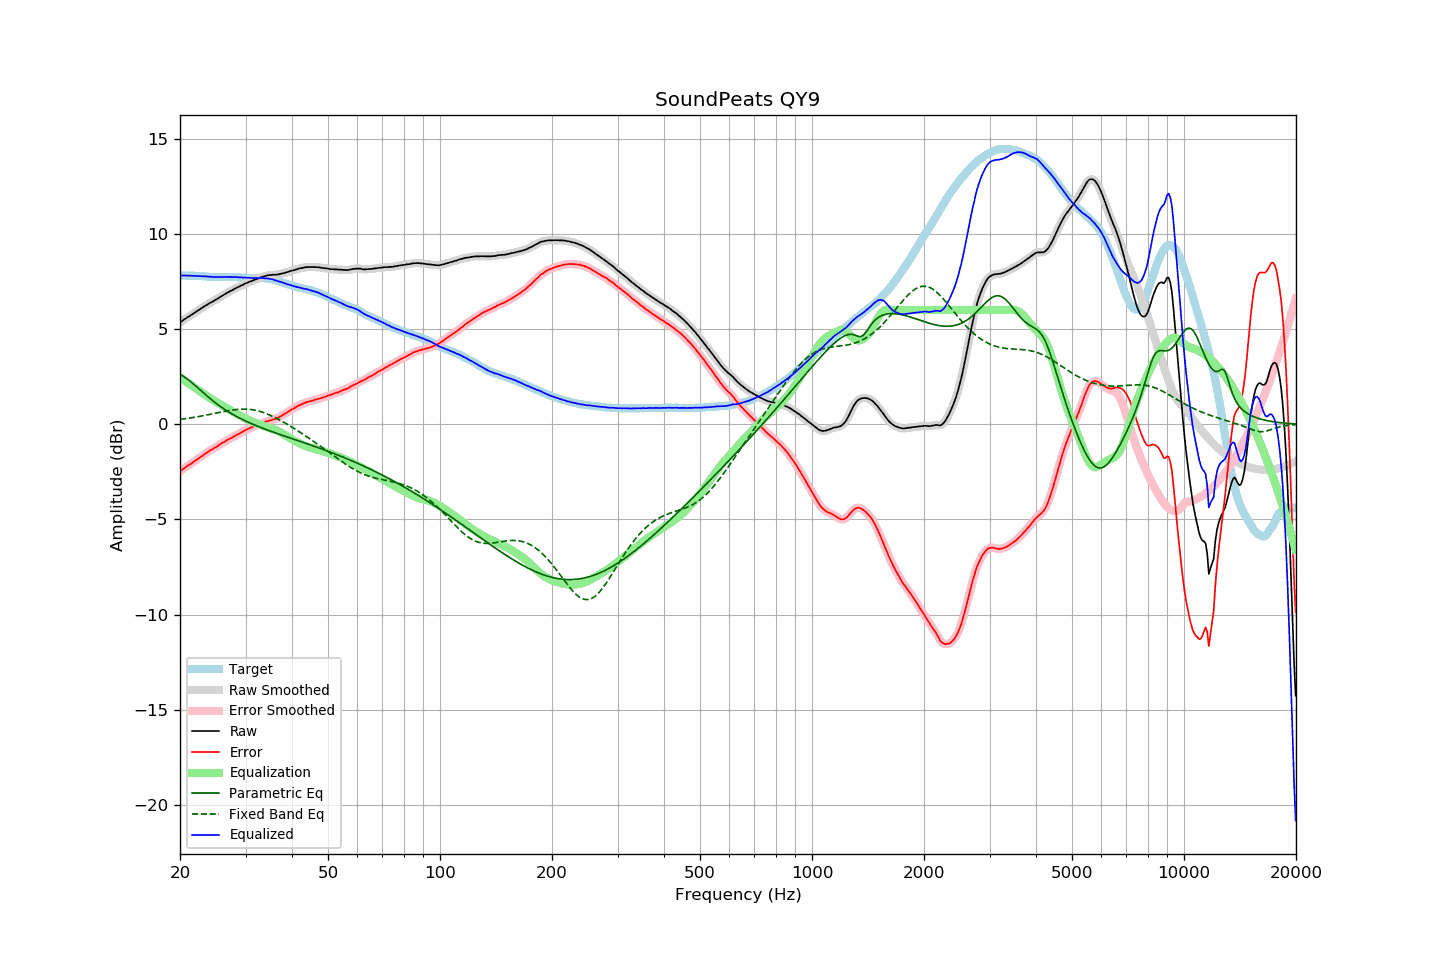 SoundPeats QY9
Amplitude (dBr)
15
10
5
0
−5
−10
−15
−20
Target
Raw Smoothed
Error Smoothed
Raw
Error
Equalization
Parametric Eq
Fixed Band Eq
Equalized
20 50 100 200 500 1000 2000 5000 10000 20000
Frequency (Hz)